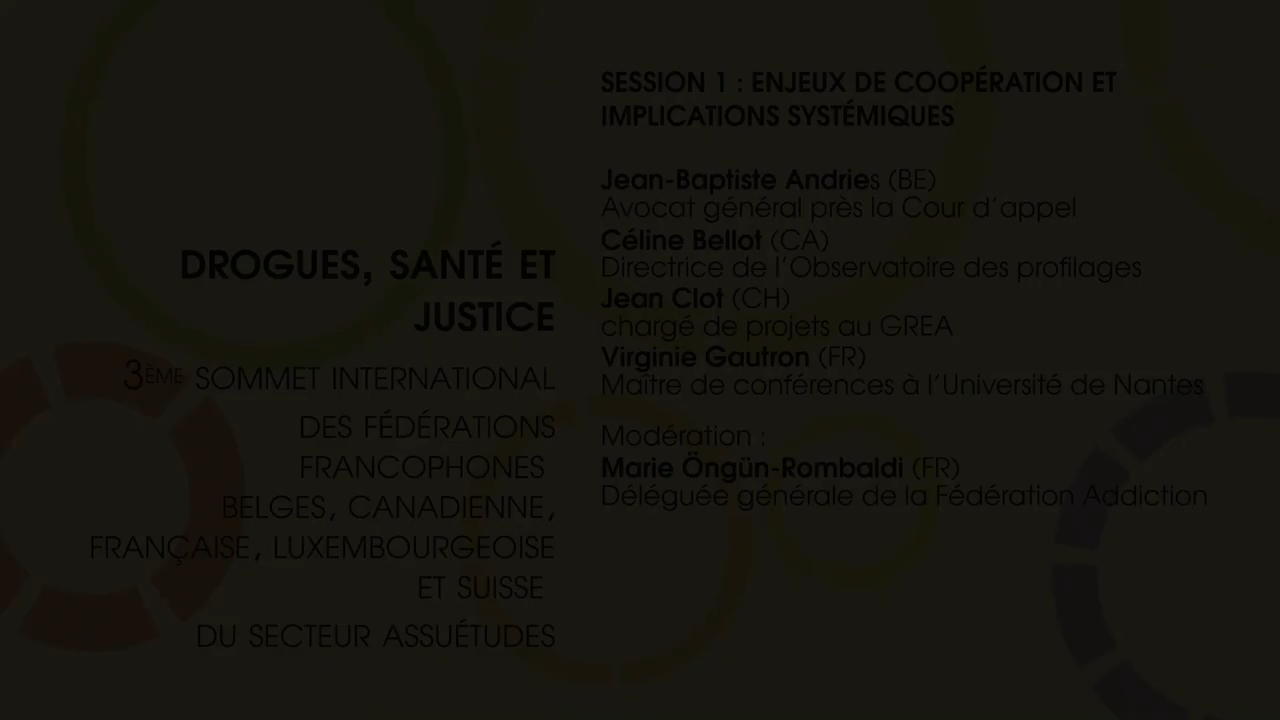 DROGUES, SANTÉ ET
JUSTICE
3ÈME SOMMET INTERNATIONAL
DES FÉDÉRATIONS
FRANCOPHONES
BELGES, CANADIENNE,
FRANÇAISE, LUXEMBOURGEOISE
ET SUISSE
DU SECTEUR ASSUÉTUDES
SESSION 1 : ENJEUX DE COOPÉRATION ET
IMPLICATIONS SYSTÉMIQUES
Jean-Baptiste Andries (BE)
Avocat général près la Cour d'appel
Céline Bellot (CA)
Directrice de l'Observatoire des profilages
Jean Clot (CH)
chargé de projets au GREA
Virginie Gautron (FR)
Maître de conférences à l'Université de Nantes
Modération :
Marie Öngün-Rombaldi (FR)
Déléguée générale de la Fédération Addiction